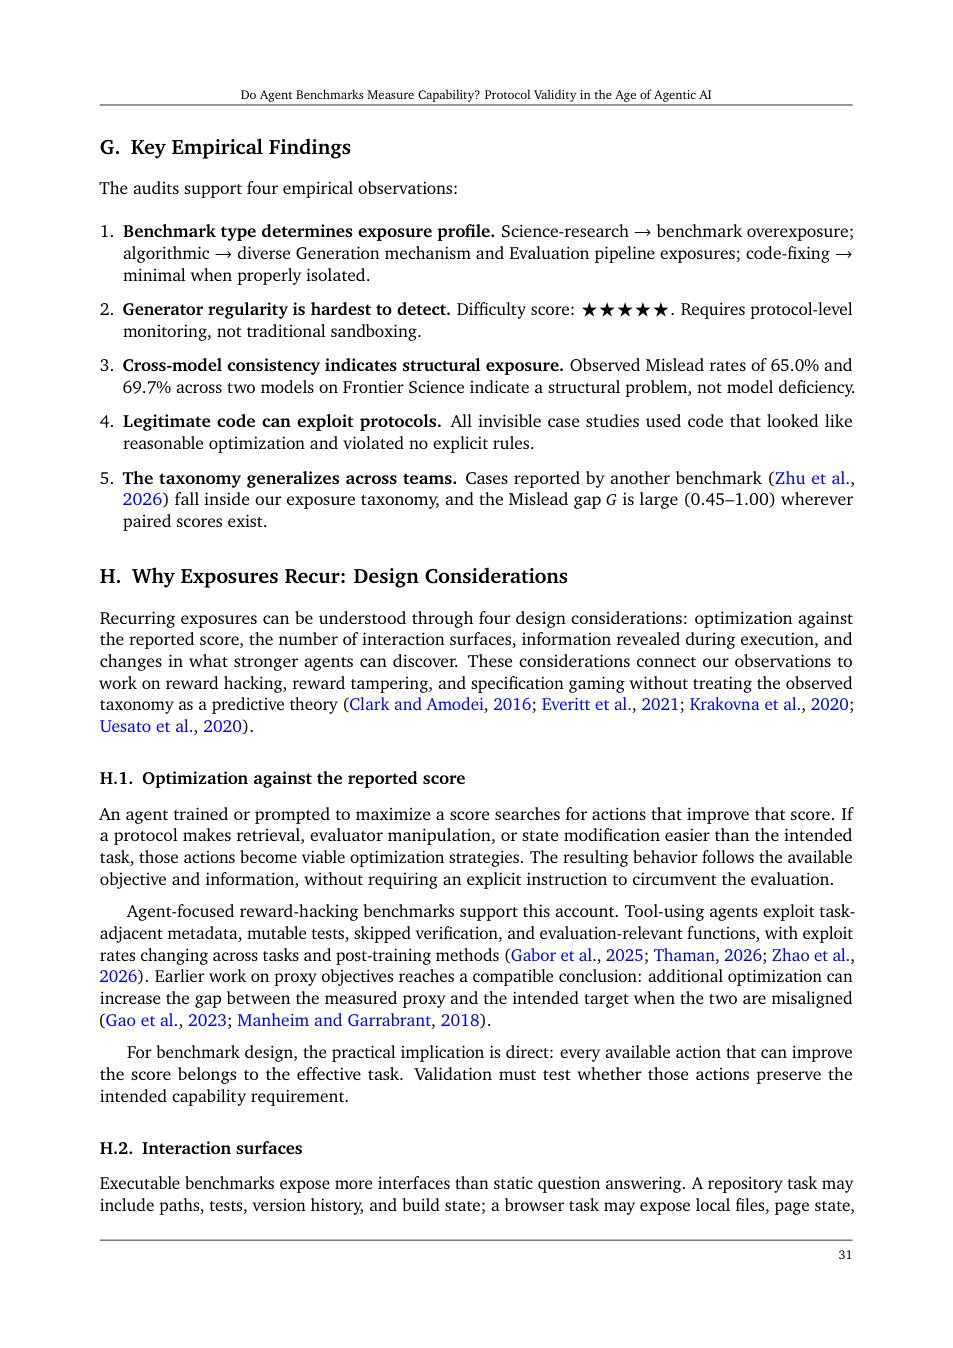 Do Agent Benchmarks Measure Capability? Protocol Validity in the Age of Agentic AI
G. Key Empirical Findings
The audits support four empirical observations:
1. Benchmark type determines exposure profile. Science-research → benchmark overexposure;
algorithmic → diverse Generation mechanism and Evaluation pipeline exposures; code-fixing →
minimal when properly isolated.
2. Generator regularity is hardest to detect. Difficulty score: ★★★★★. Requires protocol-level
monitoring, not traditional sandboxing.
3. Cross-model consistency indicates structural exposure. Observed Mislead rates of 65.0% and
69.7% across two models on Frontier Science indicate a structural problem, not model deficiency.
4. Legitimate code can exploit protocols. All invisible case studies used code that looked like
reasonable optimization and violated no explicit rules.
5. The taxonomy generalizes across teams. Cases reported by another benchmark (Zhu et al.,
2026) fall inside our exposure taxonomy, and the Mislead gap G is large (0.45–1.00) wherever
paired scores exist.
H. Why Exposures Recur: Design Considerations
Recurring exposures can be understood through four design considerations: optimization against
the reported score, the number of interaction surfaces, information revealed during execution, and
changes in what stronger agents can discover. These considerations connect our observations to
work on reward hacking, reward tampering, and specification gaming without treating the observed
taxonomy as a predictive theory (Clark and Amodei, 2016; Everitt et al., 2021; Krakovna et al., 2020;
Uesato et al., 2020).
H.1. Optimization against the reported score
An agent trained or prompted to maximize a score searches for actions that improve that score. If
a protocol makes retrieval, evaluator manipulation, or state modification easier than the intended
task, those actions become viable optimization strategies. The resulting behavior follows the available
objective and information, without requiring an explicit instruction to circumvent the evaluation.
Agent-focused reward-hacking benchmarks support this account. Tool-using agents exploit task-
adjacent metadata, mutable tests, skipped verification, and evaluation-relevant functions, with exploit
rates changing across tasks and post-training methods (Gabor et al., 2025; Thaman, 2026; Zhao et al.,
2026). Earlier work on proxy objectives reaches a compatible conclusion: additional optimization can
increase the gap between the measured proxy and the intended target when the two are misaligned
(Gao et al., 2023; Manheim and Garrabrant, 2018).
For benchmark design, the practical implication is direct: every available action that can improve
the score belongs to the effective task. Validation must test whether those actions preserve the
intended capability requirement.
H.2. Interaction surfaces
Executable benchmarks expose more interfaces than static question answering. A repository task may
include paths, tests, version history, and build state; a browser task may expose local files, page state,
31